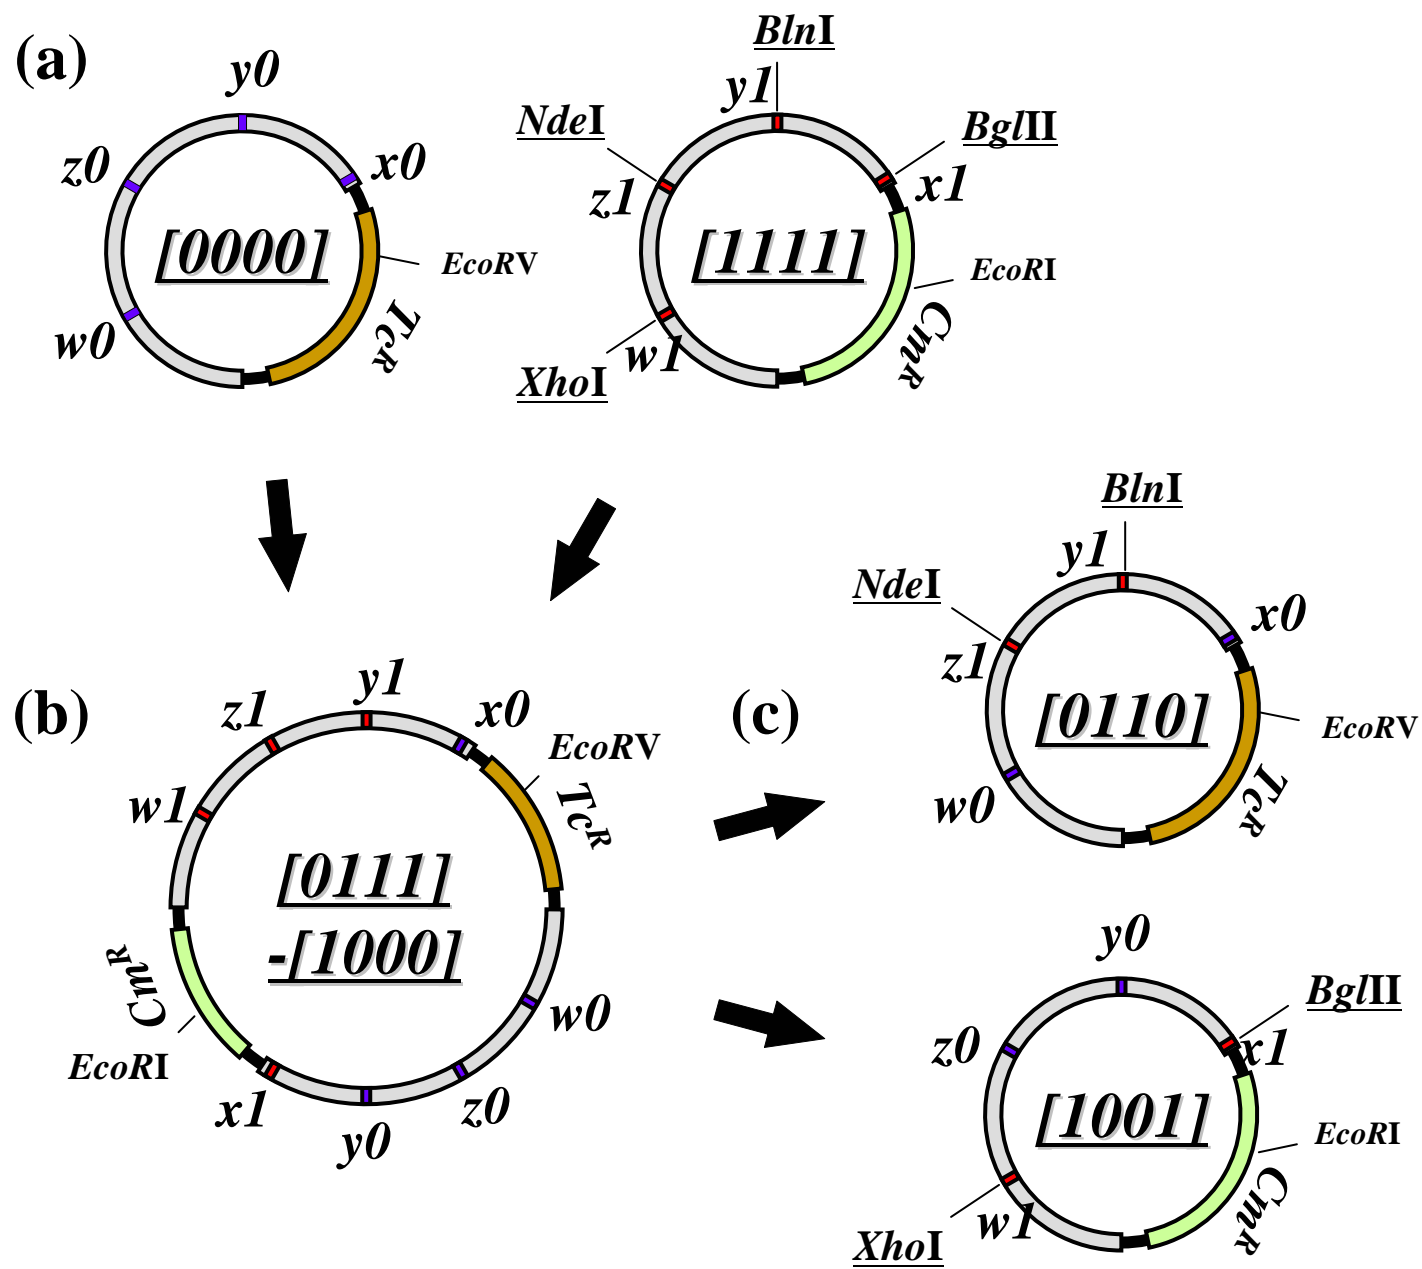 (a)
y0
z0
x0
[0000]
EcoRV
w0
Tc^R
BlnI
y1
NdeI
BglII
z1
x1
[1111]
EcoRI
Cm^R
w1
XhoI
(b)
y1
z1
x0
EcoRV
w1
Tc^R
[0111]
-[1000]
Cm^R
w0
EcoRI
x1
z0
y0
(c)
BlnI
y1
NdeI
x0
z1
[0110]
EcoRV
w0
Tc^R
y0
BglII
z0
x1
[1001]
EcoRI
Cm^R
w1
XhoI